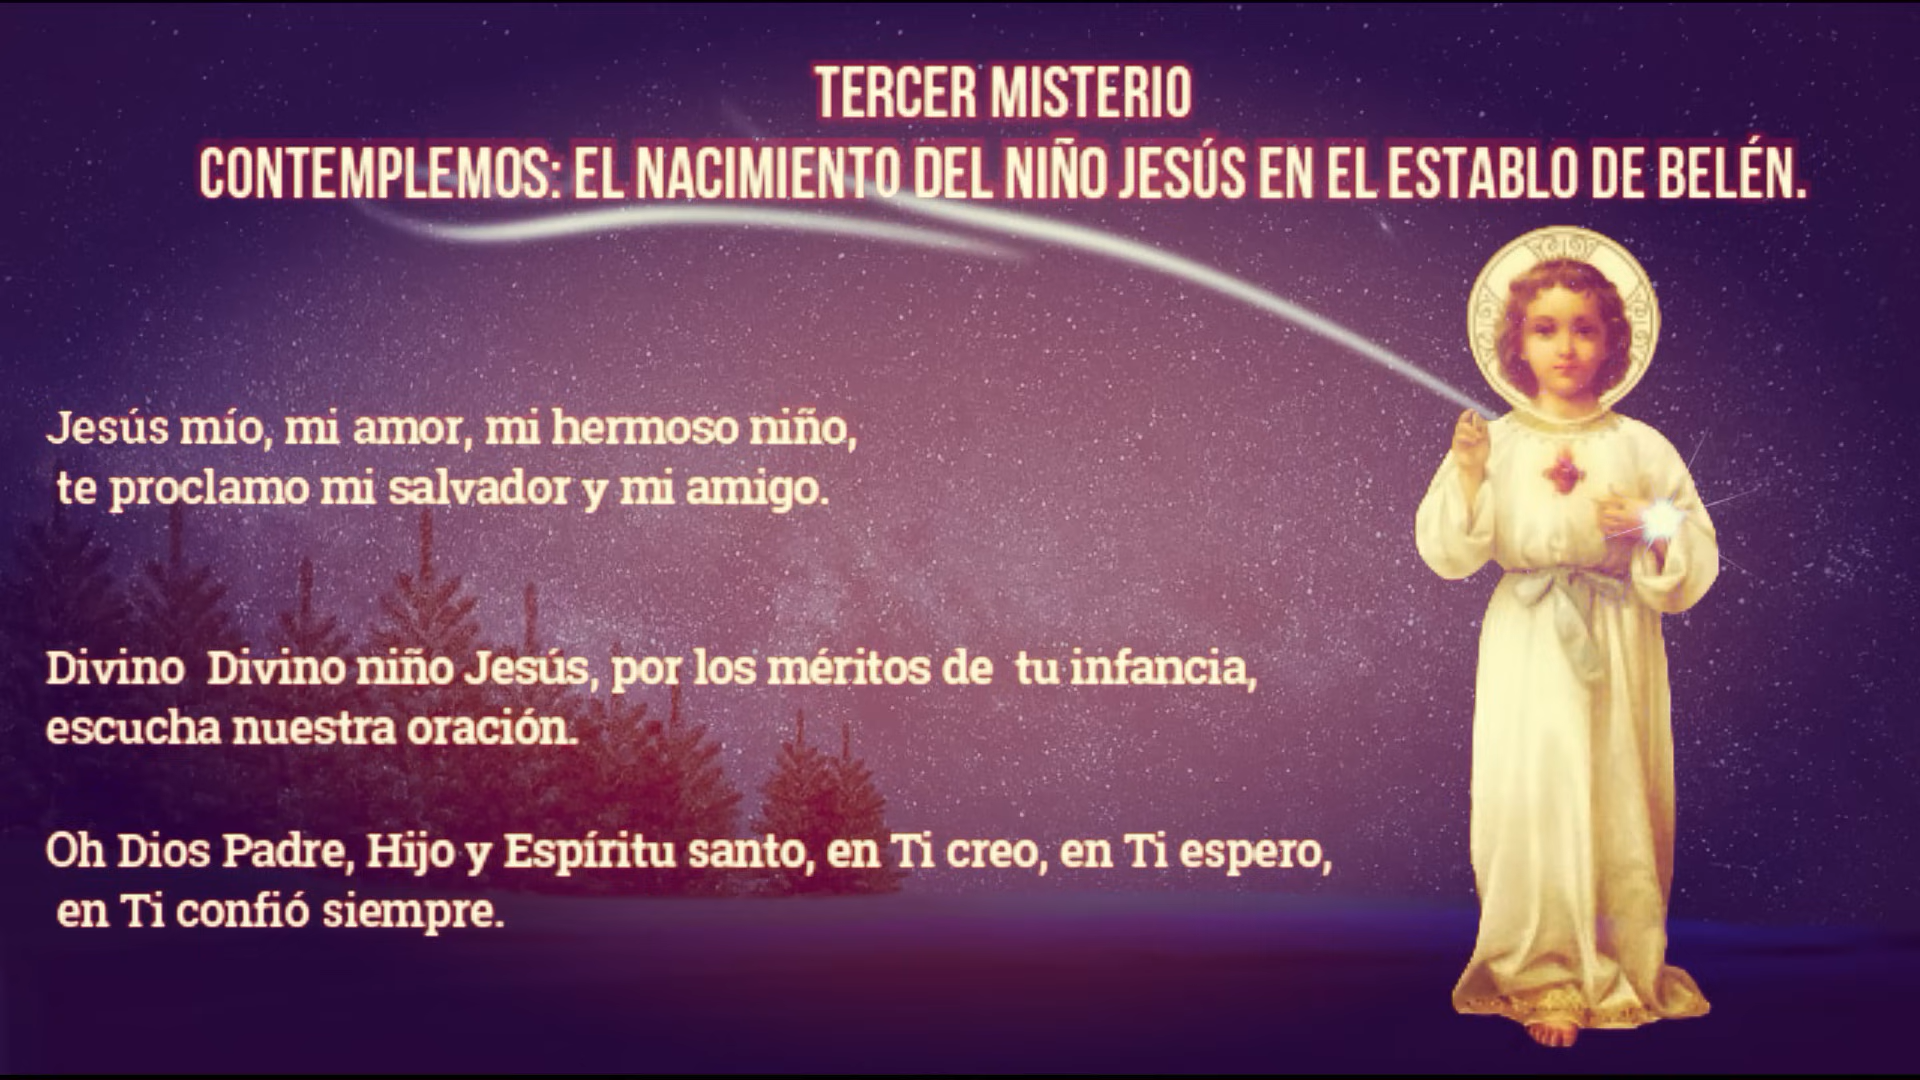 TERCER MISTERIO
CONTEMPLEMOS: EL NACIMIENTO DEL NIÑO JESÚS EN EL ESTABLO DE BELÉN.
Jesús mío, mi amor, mi hermoso niño,
te proclamo mi salvador y mi amigo.
Divino Divino niño Jesús, por los méritos de tu infancia,
escucha nuestra oración.
Oh Dios Padre, Hijo y Espíritu santo, en Ti creo, en Ti espero,
en Ti confió siempre.